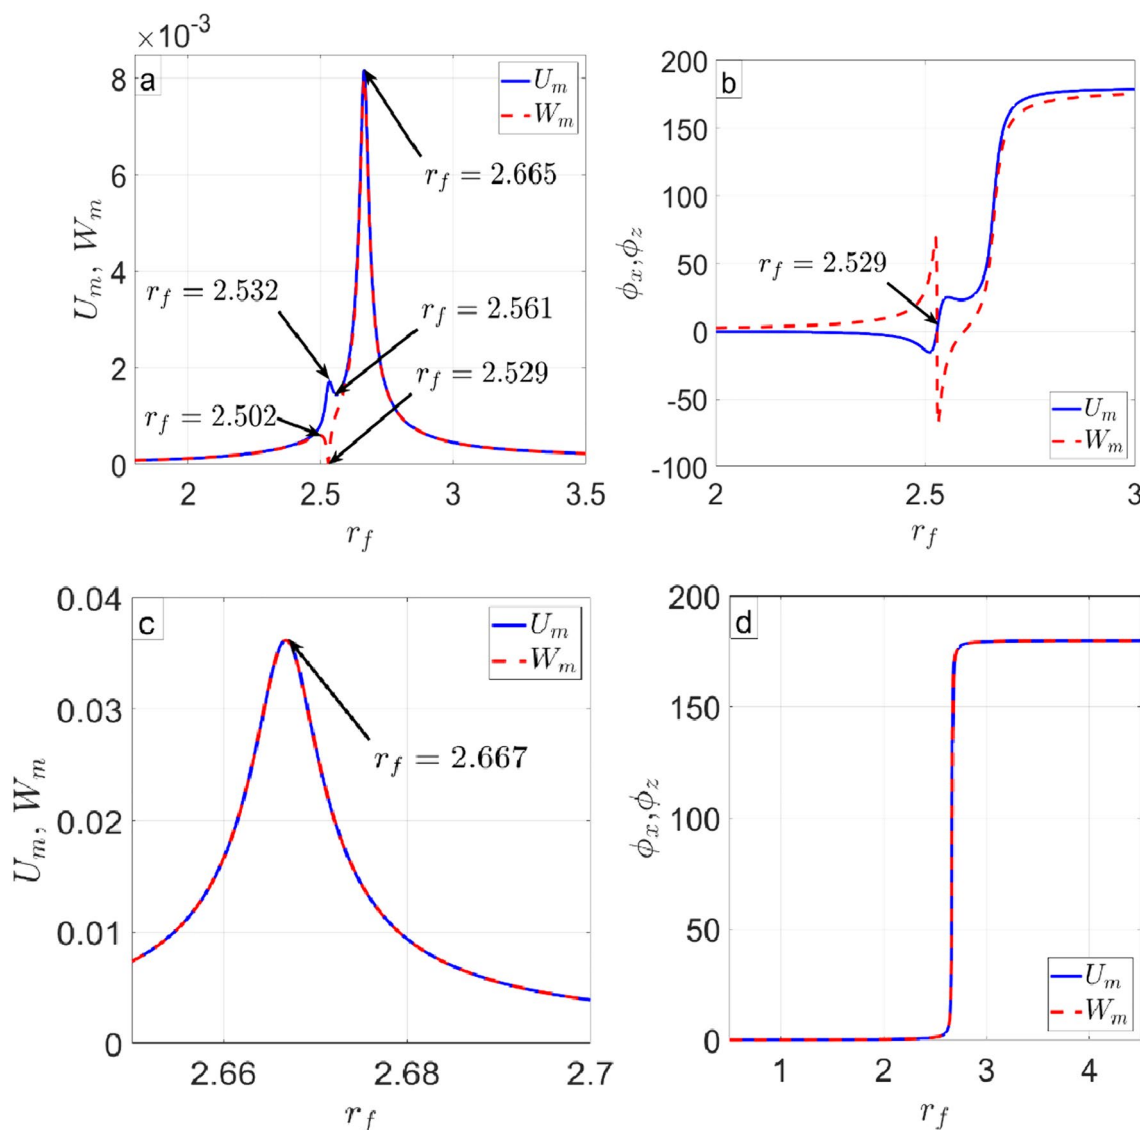 ×10⁻³
a
U_m
W_m
8
6
4
2
0
U_m, W_m
r_f = 2.665
r_f = 2.532
r_f = 2.561
r_f = 2.529
r_f = 2.502
2 2.5 3 3.5
r_f
b
200
150
100
50
0
-50
-100
ϕ_x,ϕ_z
r_f = 2.529
U_m
W_m
2 2.5 3
r_f
c
U_m
W_m
0.04
0.03
0.02
0.01
0
U_m, W_m
r_f = 2.667
2.66 2.68 2.7
r_f
d
200
150
100
50
0
ϕ_x,ϕ_z
U_m
W_m
1 2 3 4
r_f